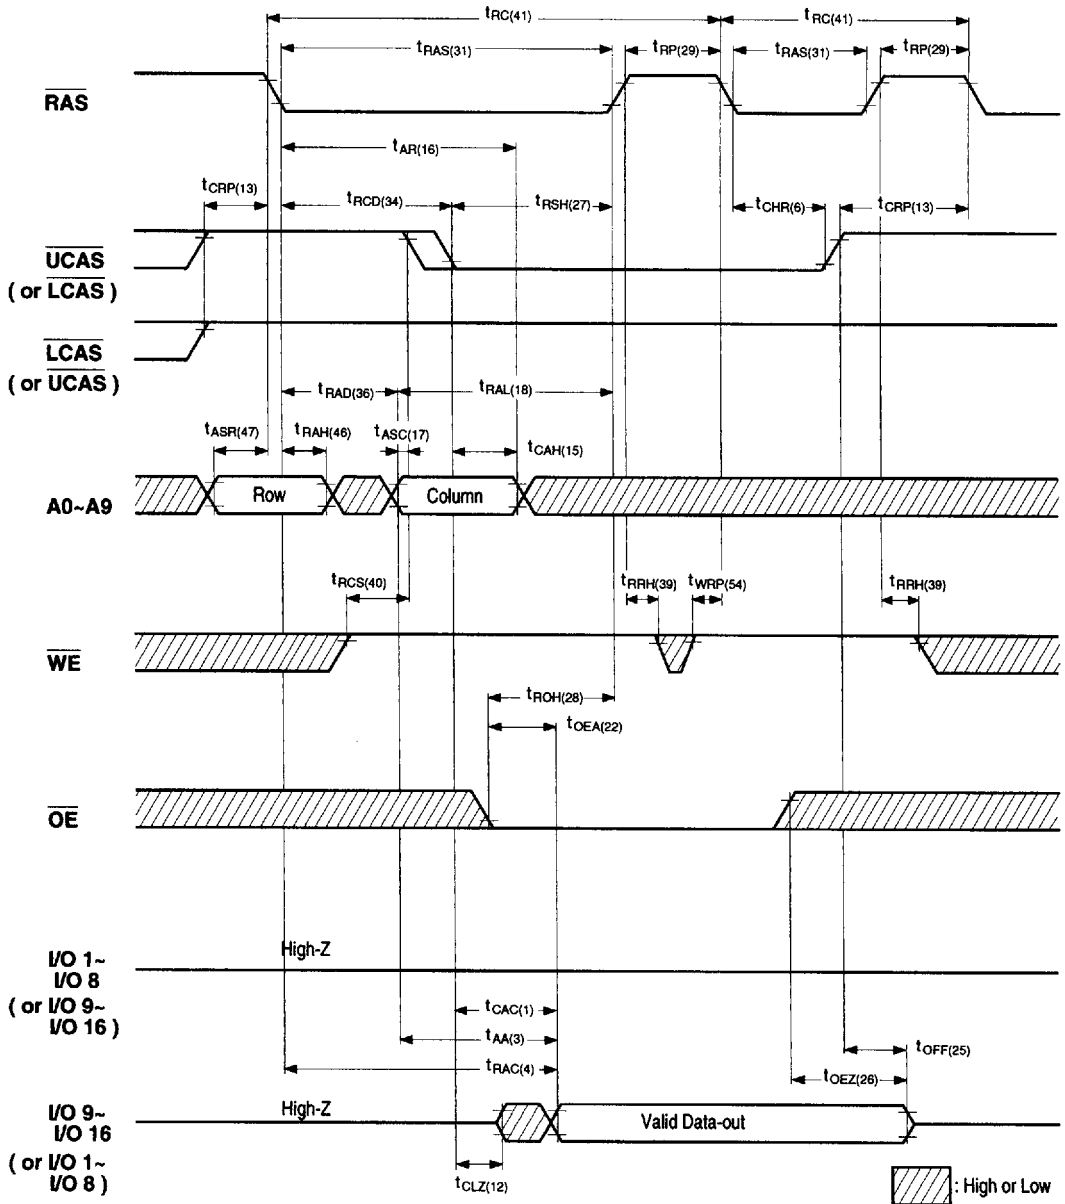 tRC(41) tRC(41)
tRAS(31) tRP(29) tRAS(31) tRP(29)
RAS
tAR(16)
tCRP(13) tRCD(34) tRSH(27) tCHR(6) tCRP(13)
UCAS
( or LCAS )
LCAS
( or UCAS )
tRAD(36) tRAL(18)
tASR(47) tRAH(46) tASC(17) tCAH(15)
A0~A9 Row Column
tRCS(40) tRRH(39) tWRP(54) tRRH(39)
WE
tROH(28)
tOEA(22)
OE
High-Z
I/O 1~
I/O 8
( or I/O 9~
I/O 16 )
tCAC(1)
tAA(3) tOFF(25)
tRAC(4) tOEZ(26)
I/O 9~ High-Z
I/O 16 Valid Data-out
( or I/O 1~
I/O 8 )
tCLZ(12)
: High or Low